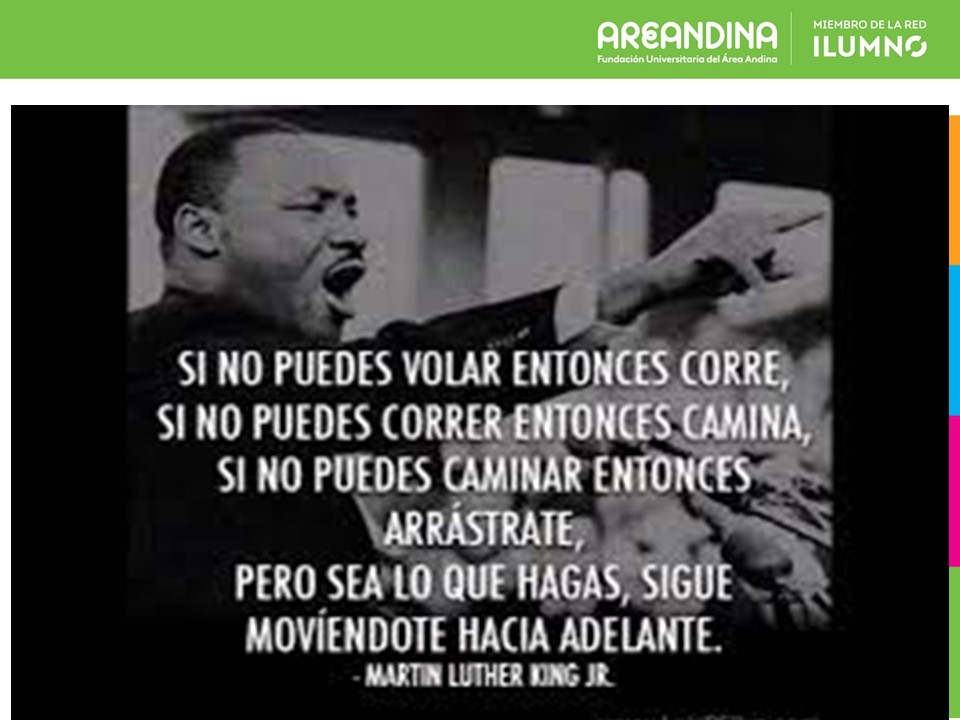 AREANDINA
Fundación Universitaria del Área Andina
MIEMBRO DE LA RED
ILUMNO
SI NO PUEDES VOLAR ENTONCES CORRE,
SI NO PUEDES CORRER ENTONCES CAMINA,
SI NO PUEDES CAMINAR ENTONCES
ARRÁSTRATE,
PERO SEA LO QUE HAGAS, SIGUE
MOVÍENDOTE HACIA ADELANTE.
- MARTIN LUTHER KING JR.